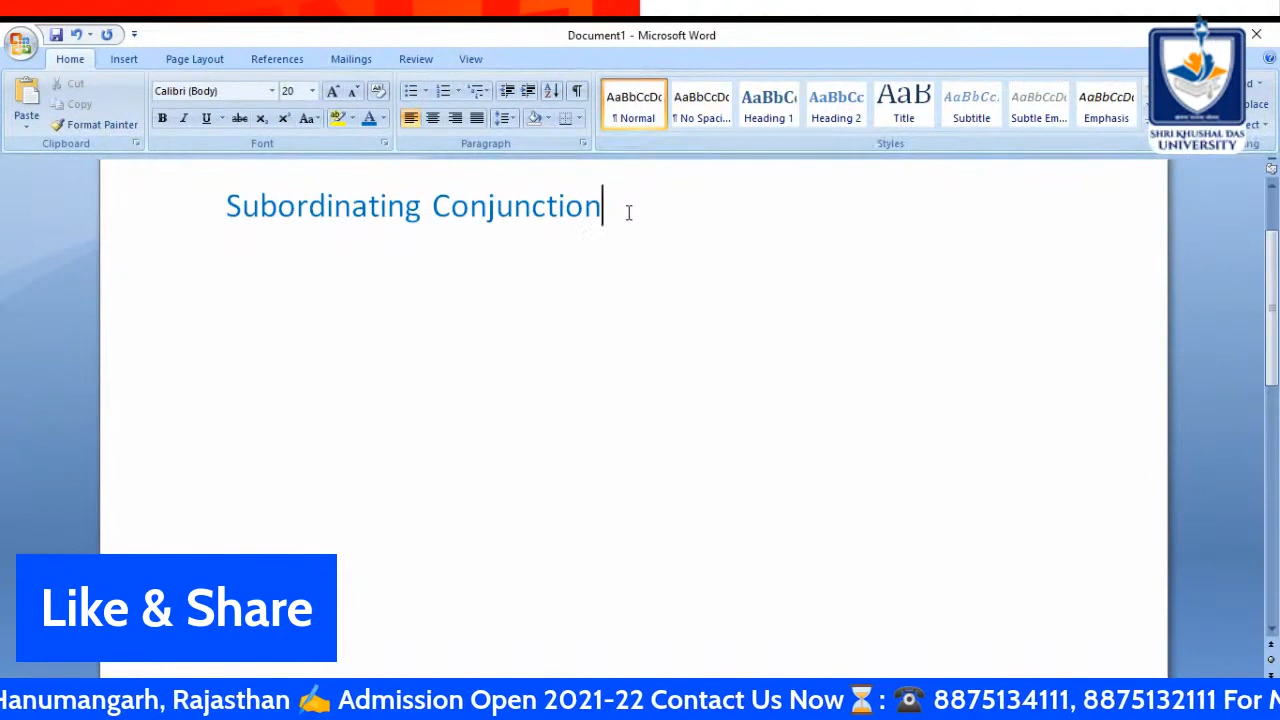 Document1 - Microsoft Word
Home Insert Page Layout References Mailings Review View
Cut
Copy
Format Painter
Paste
Clipboard
Calibri (Body) 20
Font
Paragraph
AaBbCcDc AaBbCcDc AaBbC AaBbCc AaB AaBbCc. AaBbCcDc AaBbCcDc
¶ Normal ¶ No Spaci... Heading 1 Heading 2 Title Subtitle Subtle Em... Emphasis
Styles
SHRI KHUSHAL DAS
UNIVERSITY
Subordinating Conjunction
Like & Share
Hanumangarh, Rajasthan ✍ Admission Open 2021-22 Contact Us Now⏳: ☎ 8875134111, 8875132111 For